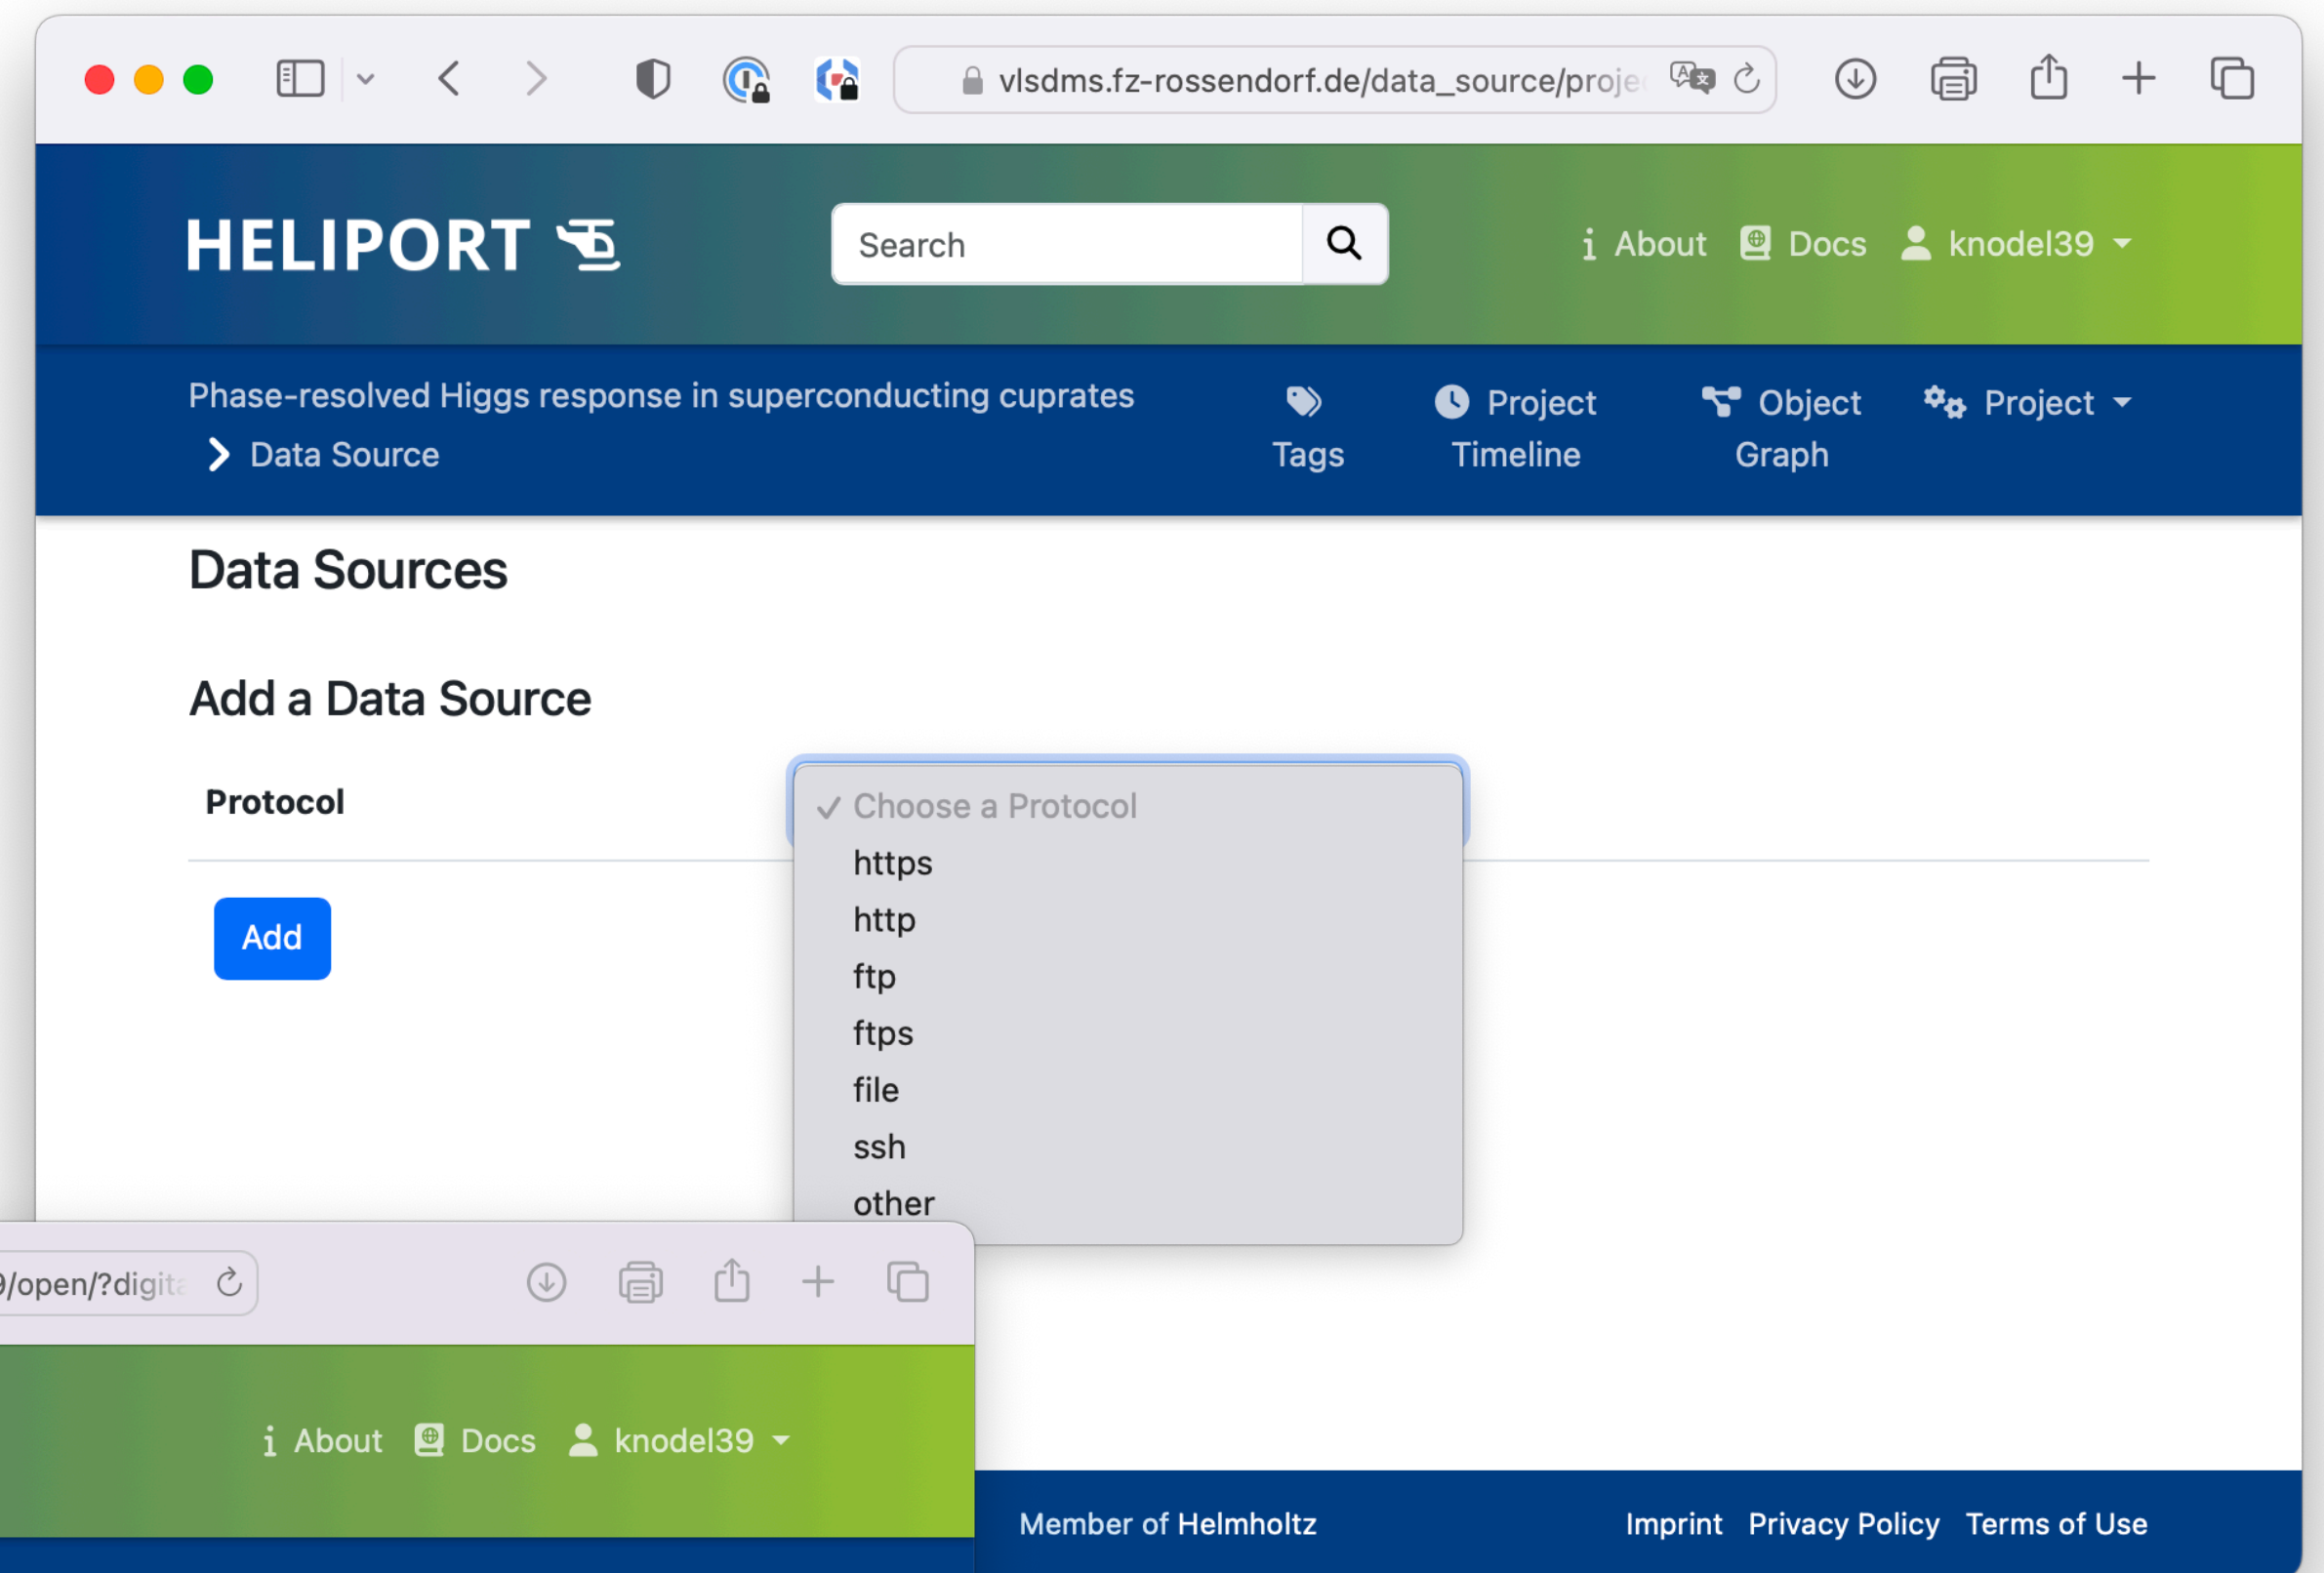 vlsdms.fz-rossendorf.de/data_source/proje
HELIPORT
Search
About Docs knodel39
Phase-resolved Higgs response in superconducting cuprates
Data Source
Tags
Project Timeline
Object Graph
Project
Data Sources
Add a Data Source
Protocol
Choose a Protocol
https
http
ftp
ftps
file
ssh
other
Add
/open/?digita
About Docs knodel39
Member of Helmholtz
Imprint Privacy Policy Terms of Use